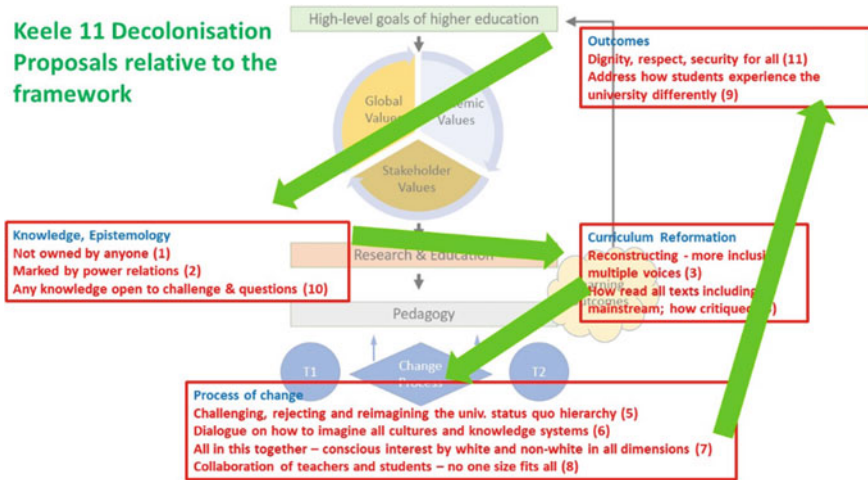 Keele 11 Decolonisation
Proposals relative to the
framework
High-level goals of higher education
Global
Values
Values
Stakeholder
Values
Outcomes
Dignity, respect, security for all (11)
Address how students experience the
university differently (9)
Knowledge, Epistemology
Not owned by anyone (1)
Marked by power relations (2)
Any knowledge open to challenge & questions (10)
Research & Education
Pedagogy
Curriculum Reformation
Reconstructing - more
multiple voices (3)
How read all texts including
mainstream; how
T1
Change
Process
T2
Process of change
Challenging, rejecting and reimagining the univ. status quo hierarchy (5)
Dialogue on how to imagine all cultures and knowledge systems (6)
All in this together – conscious interest by white and non-white in all dimensions (7)
Collaboration of teachers and students – no one size fits all (8)